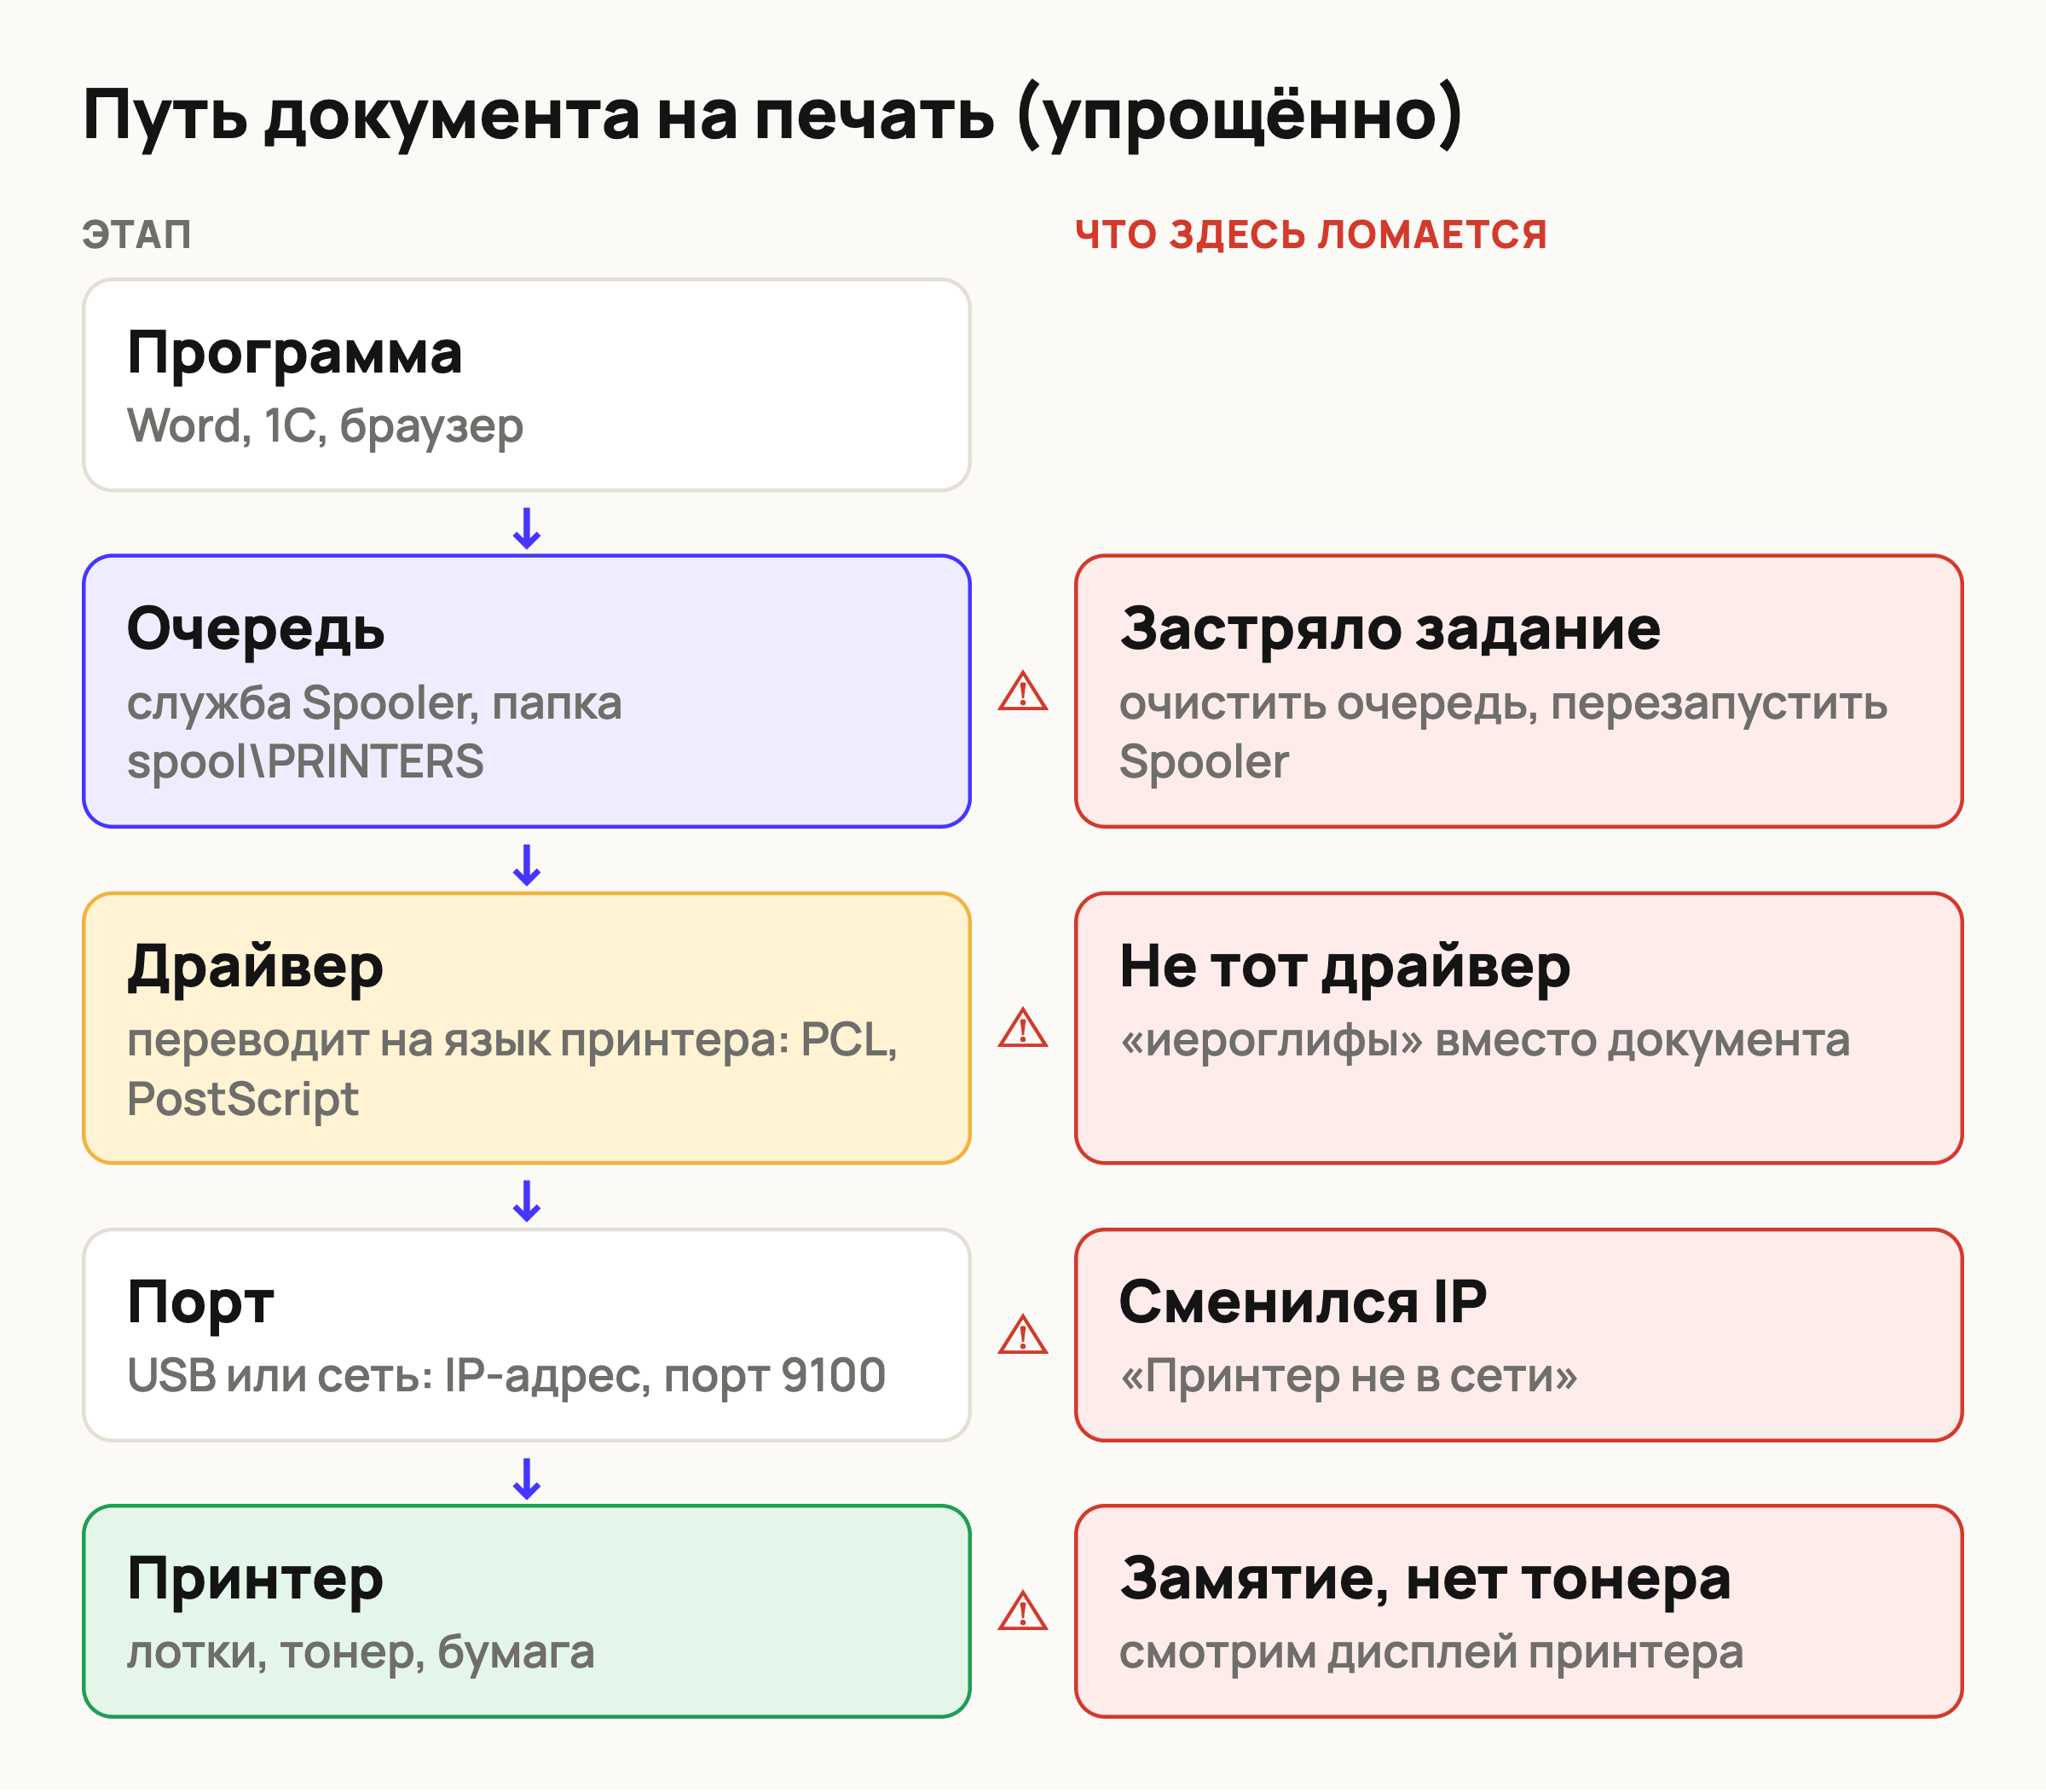 Путь документа на печать (упрощённо)
ЭТАП
ЧТО ЗДЕСЬ ЛОМАЕТСЯ
Программа
Word, 1С, браузер
Очередь
служба Spooler, папка
spool\PRINTERS
Застряло задание
очистить очередь, перезапустить
Spooler
Драйвер
переводит на язык принтера: PCL,
PostScript
Не тот драйвер
«иероглифы» вместо документа
Порт
USB или сеть: IP-адрес, порт 9100
Сменился IP
«Принтер не в сети»
Принтер
лотки, тонер, бумага
Замятие, нет тонера
смотрим дисплей принтера